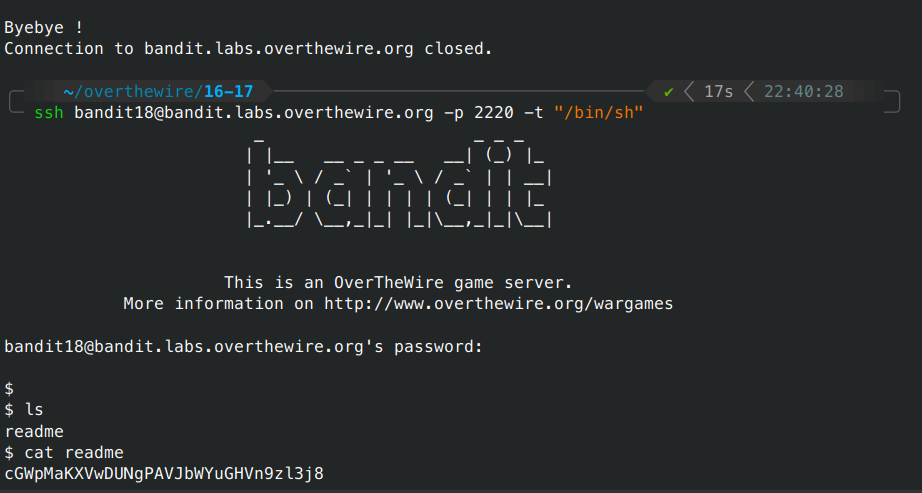 Byebye !
Connection to bandit.labs.overthewire.org closed.
~/overthewire/16-17 ✔ 17s 22:40:28
ssh bandit18@bandit.labs.overthewire.org -p 2220 -t "/bin/sh"
bandit
This is an OverTheWire game server.
More information on http://www.overthewire.org/wargames
bandit18@bandit.labs.overthewire.org's password:
$
$ ls
readme
$ cat readme
cGWpMaKXVwDUNgPAVJbWYuGHVn9zl3j8